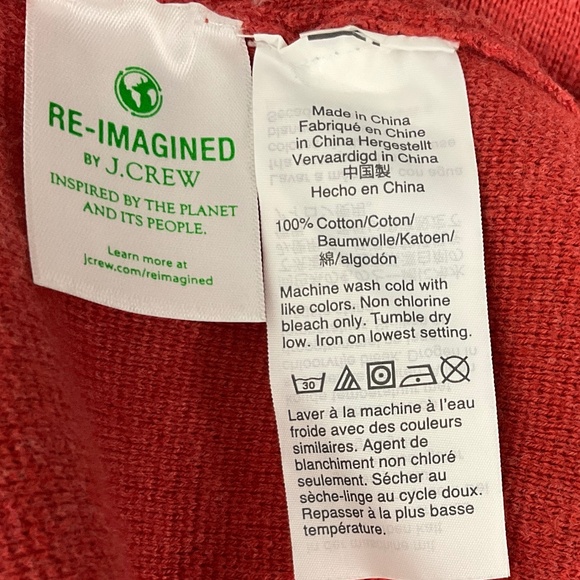 RE-IMAGINED
BY J.CREW
INSPIRED BY THE PLANET
AND ITS PEOPLE.
Learn more at
jcrew.com/reimagined
Made in China
Fabriqué en Chine
in China Hergestellt
Vervaardigd in China
中国製
Hecho en China
100% Cotton/Coton/
Baumwolle/Katoen/
綿/algodón
Machine wash cold with
like colors. Non chlorine
bleach only. Tumble dry
low. Iron on lowest setting.
30
Laver à la machine à l'eau
froide avec des couleurs
similaires. Agent de
blanchiment non chloré
seulement. Sécher au
sèche-linge au cycle doux.
Repasser à la plus basse
température.